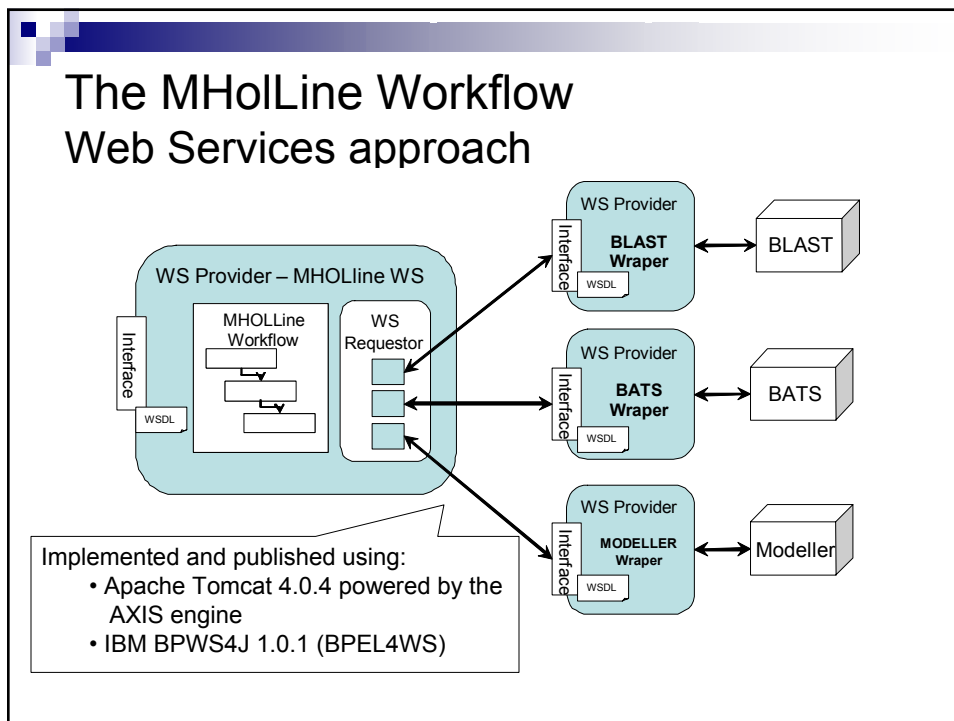 The MHolLine Workflow
Web Services approach
WS Provider – MHOLline WS
Interface
WSDL
MHOLLine
Workflow
WS
Requestor
WS Provider
BLAST
Wraper
Interface
WSDL
BLAST
WS Provider
BATS
Wraper
Interface
WSDL
BATS
WS Provider
MODELLER
Wraper
Interface
WSDL
Modeller
Implemented and published using:
• Apache Tomcat 4.0.4 powered by the
AXIS engine
• IBM BPWS4J 1.0.1 (BPEL4WS)